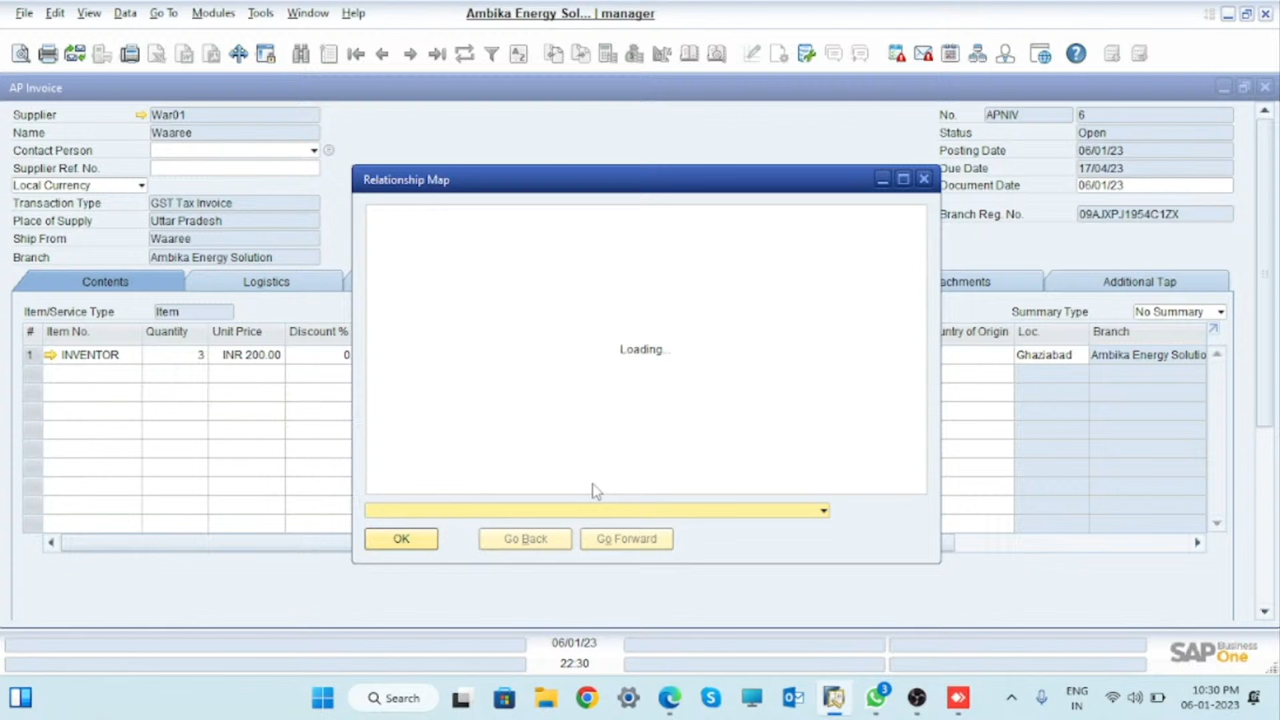 File Edit View Data Go To Modules Tools Window Help Ambika Energy Sol... | manager
AP Invoice
Supplier War01 No. APNIV 6
Name Waaree Status Open
Contact Person Posting Date 06/01/23
Supplier Ref. No. Due Date 17/04/23
Local Currency Document Date 06/01/23
Transaction Type GST Tax Invoice
Place of Supply Uttar Pradesh Branch Reg. No. 09AJXPJ1954C1ZX
Ship From Waaree
Branch Ambika Energy Solution
Relationship Map
Loading...
OK Go Back Go Forward
Contents Logistics achments Additional Tap
Item/Service Type Item Summary Type No Summary
# Item No. Quantity Unit Price Discount % untry of Origin Loc. Branch
1 INVENTOR 3 INR 200.00 0 Ghaziabad Ambika Energy Solutio
06/01/23
22:30
SAP Business One
Search 3 ENG IN 10:30 PM 06-01-2023